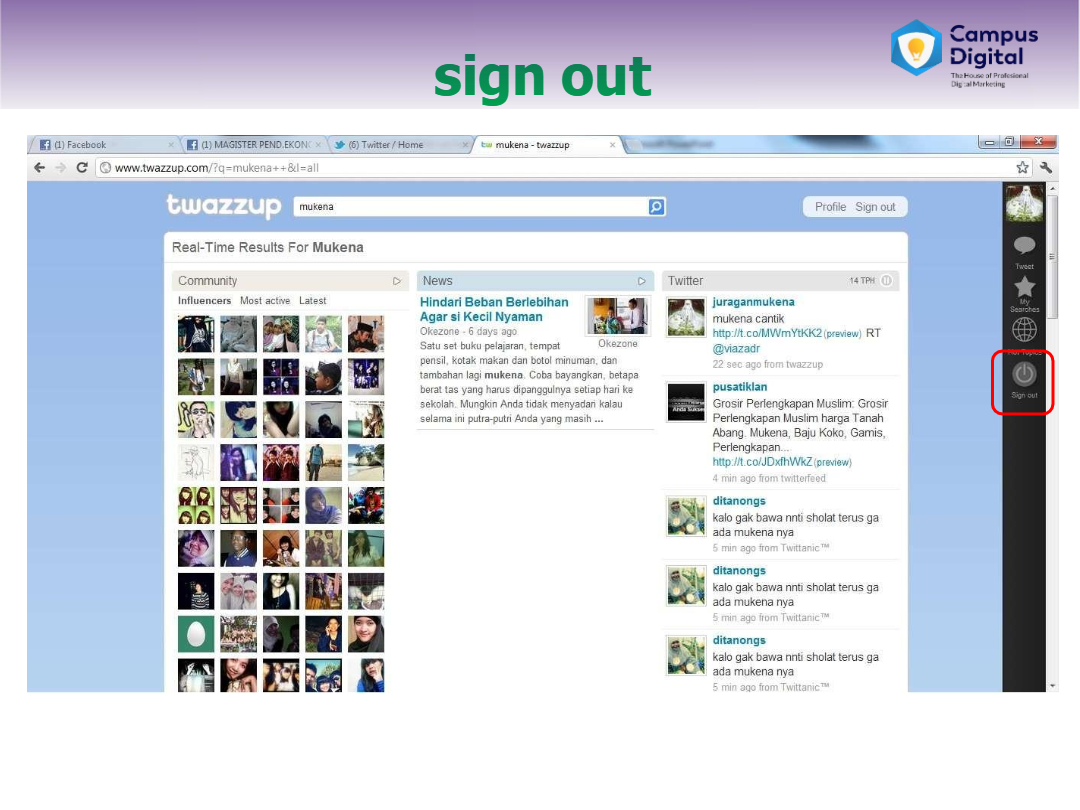 sign out
Campus
Digital
The House of Profesional
Digital Marketing
(1) Facebook
(1) MAGISTER PEND.EKONO
(6) Twitter / Home
tw mukena - twazzup
www.twazzup.com/?q=mukena++&l=all
twazzup
mukena
Profile Sign out
Real-Time Results For Mukena
Community
Influencers Most active Latest
News
Hindari Beban Berlebihan
Agar si Kecil Nyaman
Okezone - 6 days ago
Okezone
Satu set buku pelajaran, tempat
pensil, kotak makan dan botol minuman, dan
tambahan lagi mukena. Coba bayangkan, betapa
berat tas yang harus dipanggulnya setiap hari ke
sekolah. Mungkin Anda tidak menyadari kalau
selama ini putra-putri Anda yang masih ...
Twitter
14 TPH
juraganmukena
mukena cantik
http://t.co/MWmYtKK2 (preview) RT
@viazadr
22 sec ago from twazzup
pusatiklan
Grosir Perlengkapan Muslim: Grosir
Perlengkapan Muslim harga Tanah
Abang. Mukena, Baju Koko, Gamis,
Perlengkapan...
http://t.co/JDxfhWkZ (preview)
4 min ago from twitterfeed
Anda Sukses
ditanongs
kalo gak bawa nnti sholat terus ga
ada mukena nya
5 min ago from Twittanic™
ditanongs
kalo gak bawa nnti sholat terus ga
ada mukena nya
5 min ago from Twittanic™
ditanongs
kalo gak bawa nnti sholat terus ga
ada mukena nya
5 min ago from Twittanic™
Tweet
My
Searches
Hot Topics
Sign out